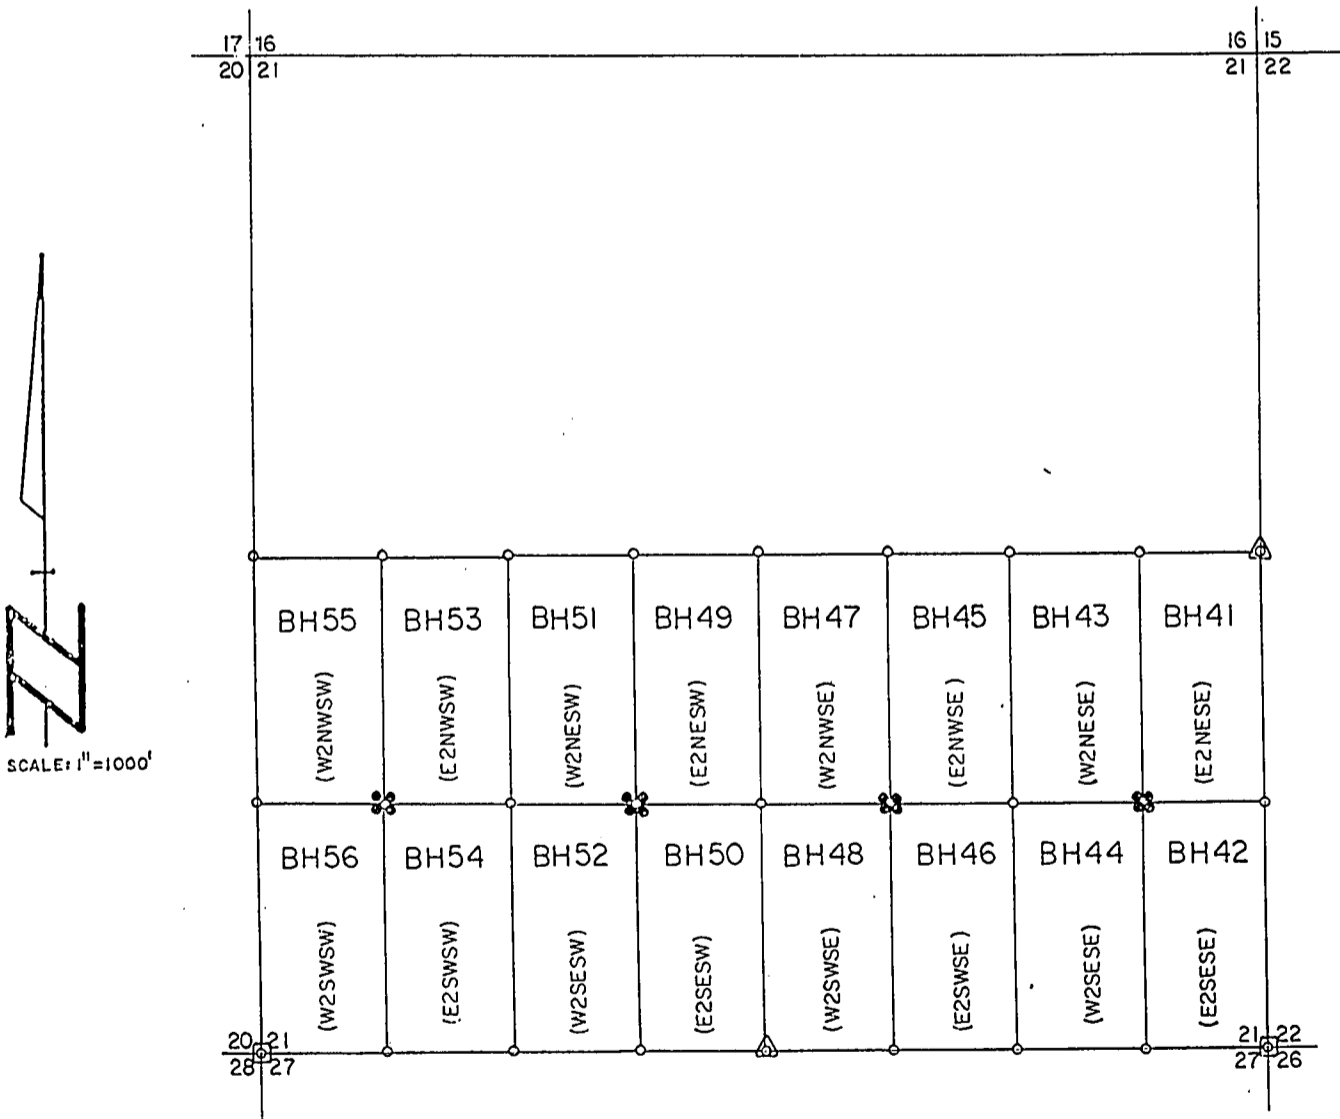 17 16
20 21
16 15
21 22
SCALE: 1"=1000'
BH55 BH53 BH51 BH49 BH47 BH45 BH43 BH41
(W2NWSW) (E2NWSW) (W2NESW) (E2NESW) (W2NWSE) (E2NWSE) (W2NESE) (E2NESE)
BH56 BH54 BH52 BH50 BH48 BH46 BH44 BH42
(W2SWSW) (E2SWSW) (W2SESW) (E2SESW) (W2SWSE) (E2SWSE) (W2SESE) (E2SESE)
20 21
28 27
21 22
27 26